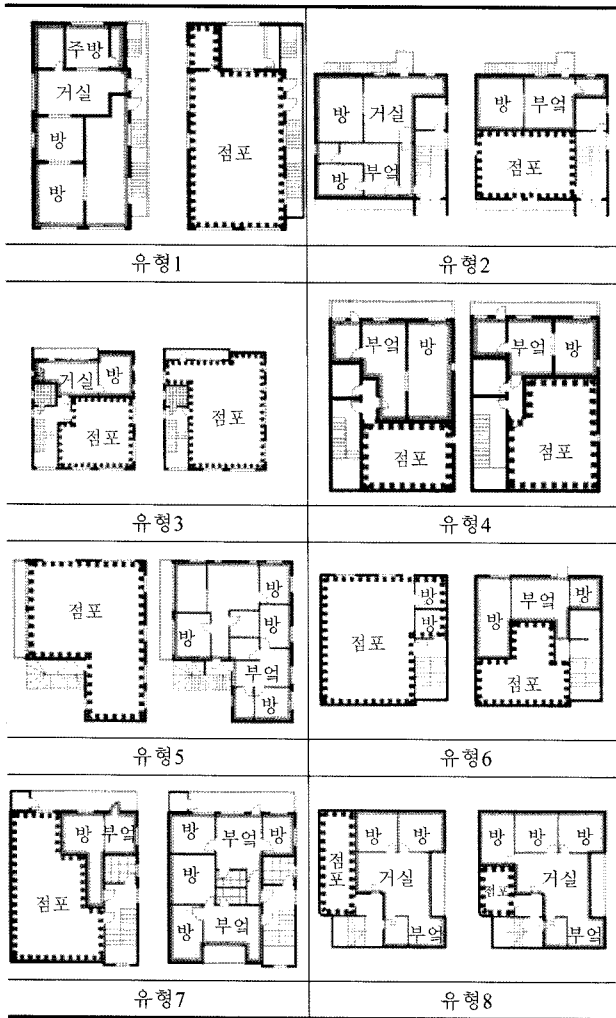 주방
거실
방
방
점포
유형1
방 거실
방 부엌
방 부엌
점포
유형2
거실 방
점포
점포
유형3
부엌 방
점포
부엌 방
점포
유형4
점포
방
방
방
부엌
방
유형5
점포
방
방
방 부엌 방
점포
유형6
방 부엌
점포
방 부엌 방
방
방 부엌
유형7
점포
방 방
거실
부엌
방 방 방
점포
거실
부엌
유형8